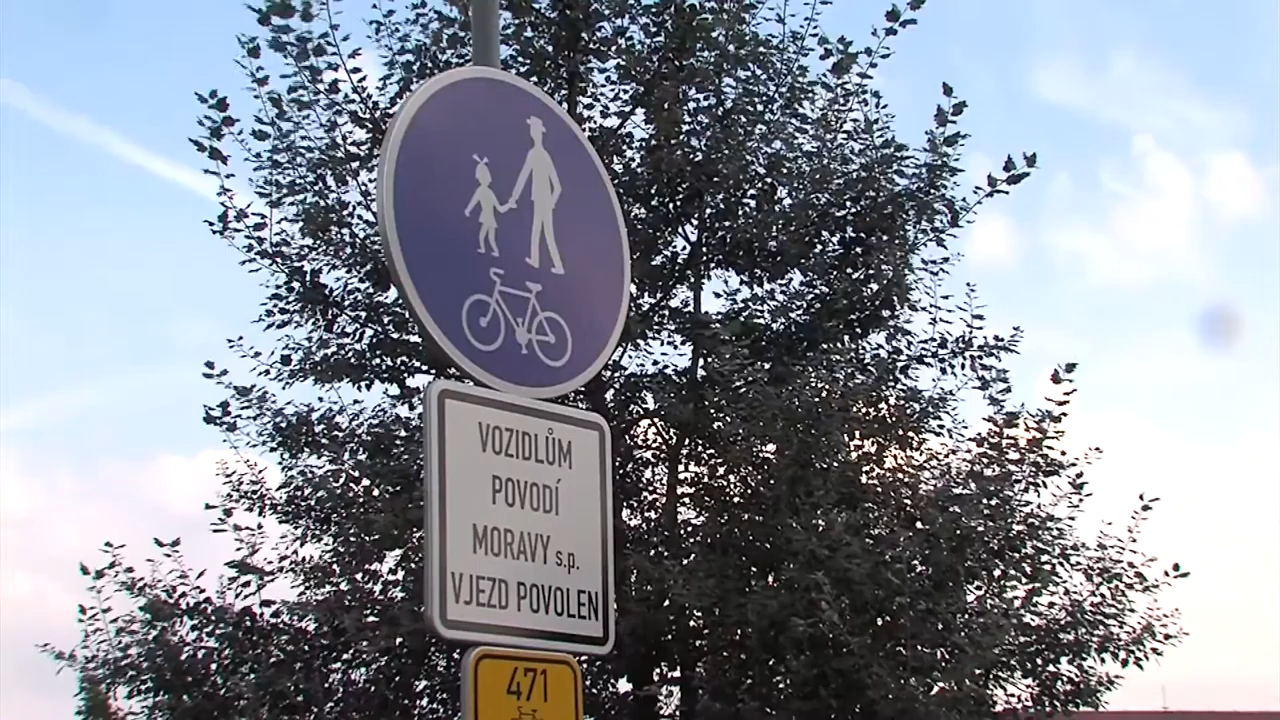 VOZIDLŮM
POVODÍ
MORAVY s.p.
VJEZD POVOLEN
471